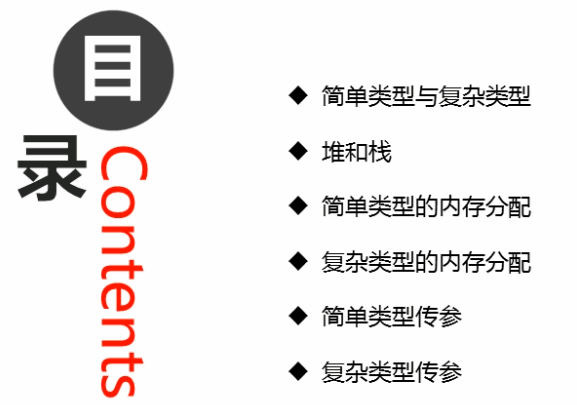 目
录
Contents
◆ 简单类型与复杂类型
◆ 堆和栈
◆ 简单类型的内存分配
◆ 复杂类型的内存分配
◆ 简单类型传参
◆ 复杂类型传参